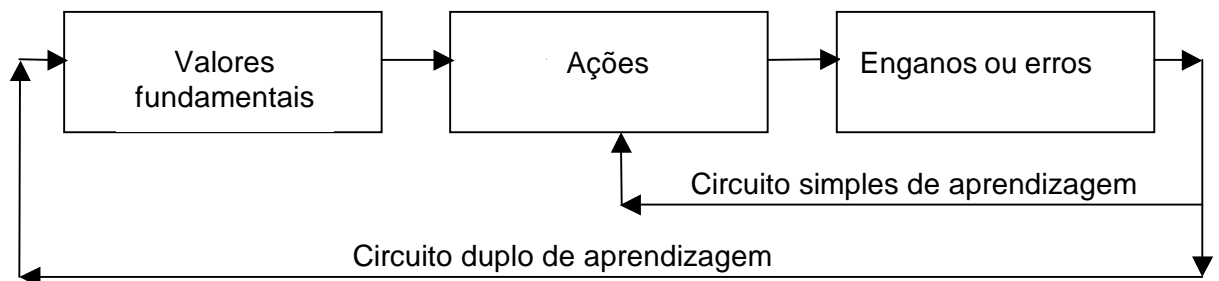 Valores
fundamentais
Ações
Enganos ou erros
Circuito simples de aprendizagem
Circuito duplo de aprendizagem